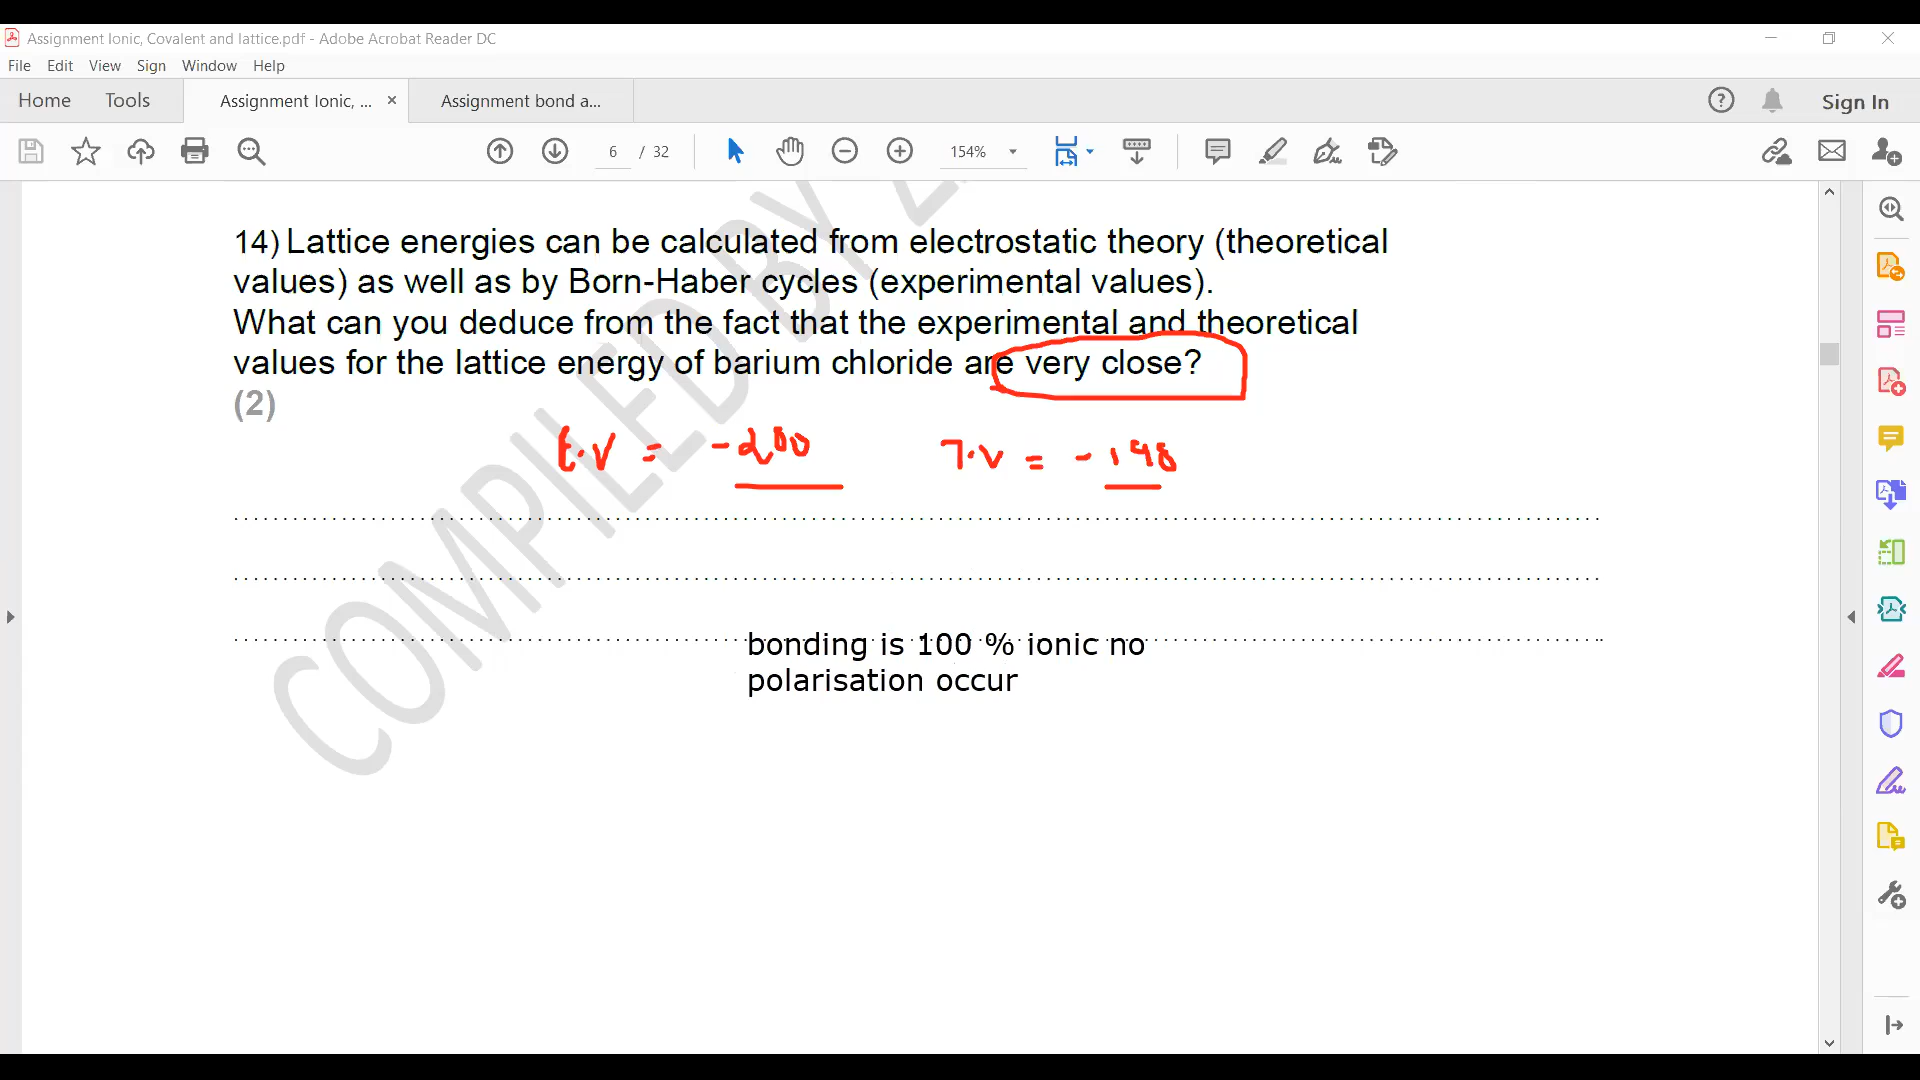 Assignment Ionic, Covalent and lattice.pdf - Adobe Acrobat Reader DC
File Edit View Sign Window Help
Home Tools Assignment Ionic, ... × Assignment bond a... Sign In
6 / 32 154%
14) Lattice energies can be calculated from electrostatic theory (theoretical
values) as well as by Born-Haber cycles (experimental values).
What can you deduce from the fact that the experimental and theoretical
values for the lattice energy of barium chloride are very close?
(2)
E.V = -200 T.V = -198
bonding is 100 % ionic no
polarisation occur
COMPILED BY